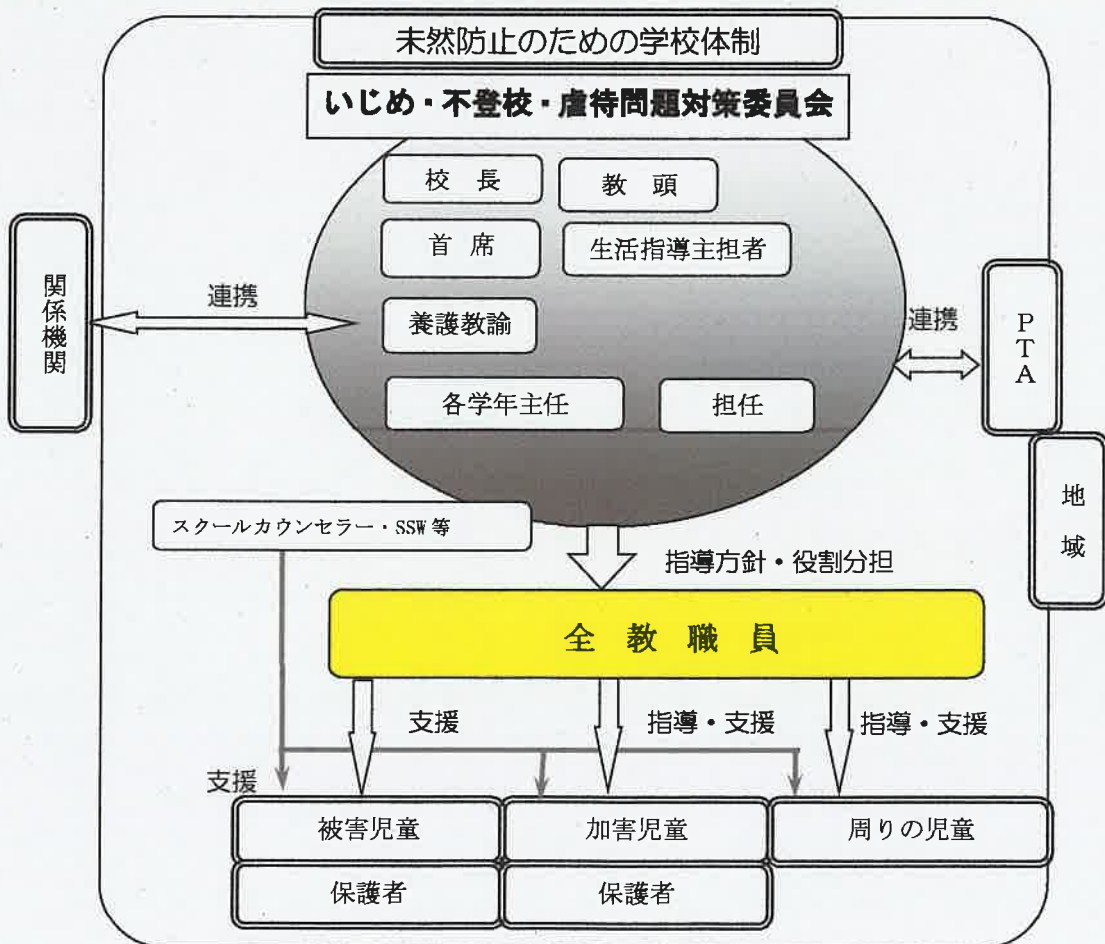 未然防止のための学校体制
いじめ・不登校・虐待問題対策委員会
校 長
教 頭
首 席
生活指導主担者
養護教諭
各学年主任
担任
関係機関
連携
連携
PTA
地域
スクールカウンセラー・SSW等
指導方針・役割分担
全 教 職 員
支援
指導・支援
指導・支援
支援
被害児童
加害児童
周りの児童
保護者
保護者